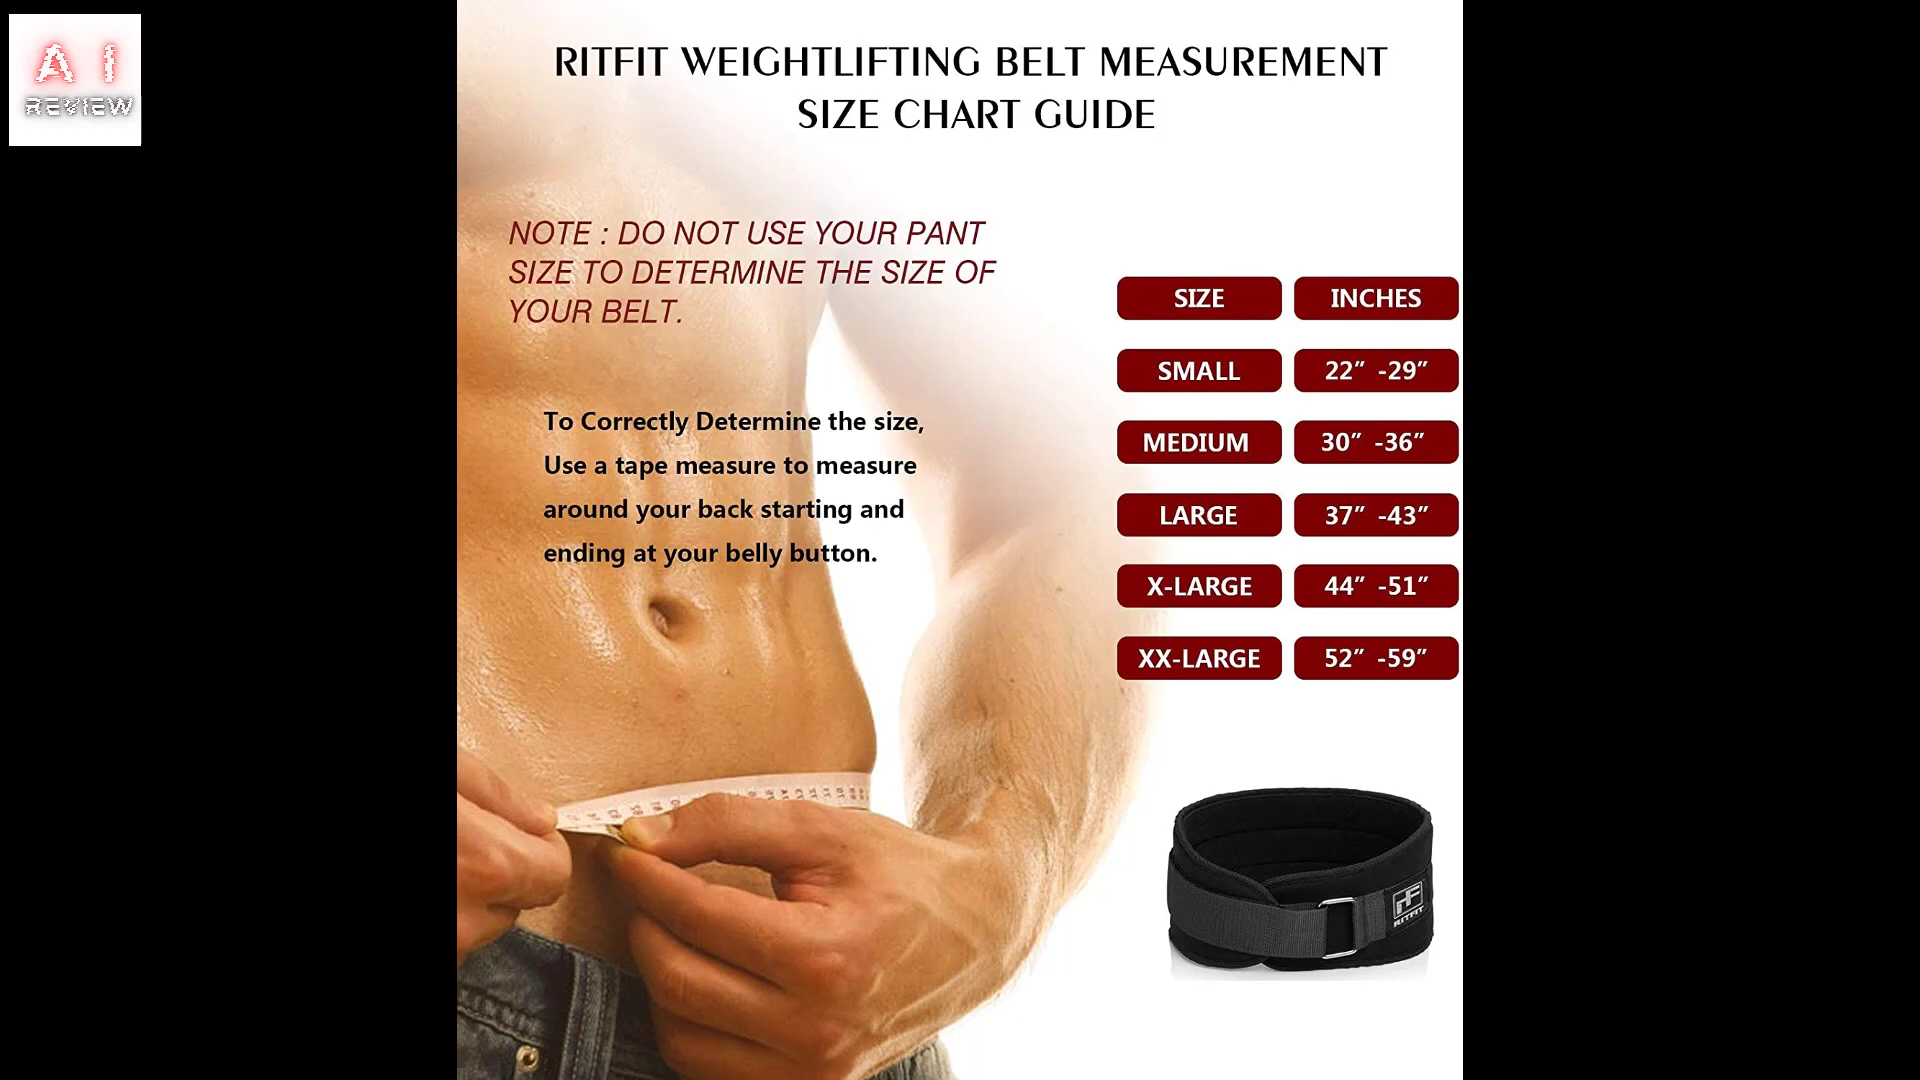 A I
REVIEW
RITFIT WEIGHTLIFTING BELT MEASUREMENT
SIZE CHART GUIDE
NOTE : DO NOT USE YOUR PANT
SIZE TO DETERMINE THE SIZE OF
YOUR BELT.
To Correctly Determine the size,
Use a tape measure to measure
around your back starting and
ending at your belly button.
SIZE INCHES
SMALL 22” -29”
MEDIUM 30” -36”
LARGE 37” -43”
X-LARGE 44” -51”
XX-LARGE 52” -59”
RITFIT